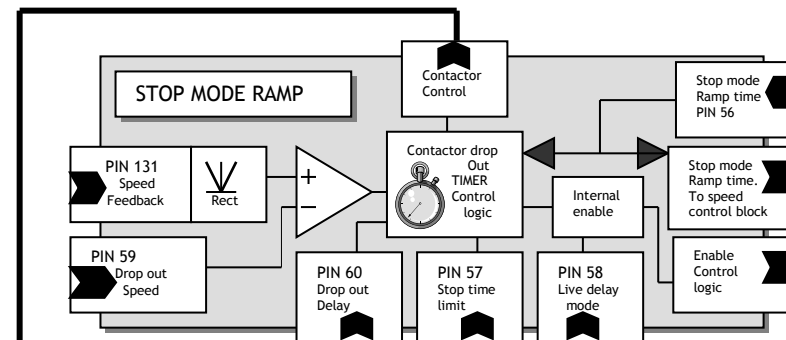 STOP MODE RAMP
Contactor
Control
Stop mode
Ramp time
PIN 56
PIN 131
Speed
Feedback
Rect
+
−
Contactor drop
Out
TIMER
Control
logic
Internal
enable
Stop mode
Ramp time.
To speed
control block
PIN 59
Drop out
Speed
PIN 60
Drop out
Delay
PIN 57
Stop time
limit
PIN 58
Live delay
mode
Enable
Control
logic